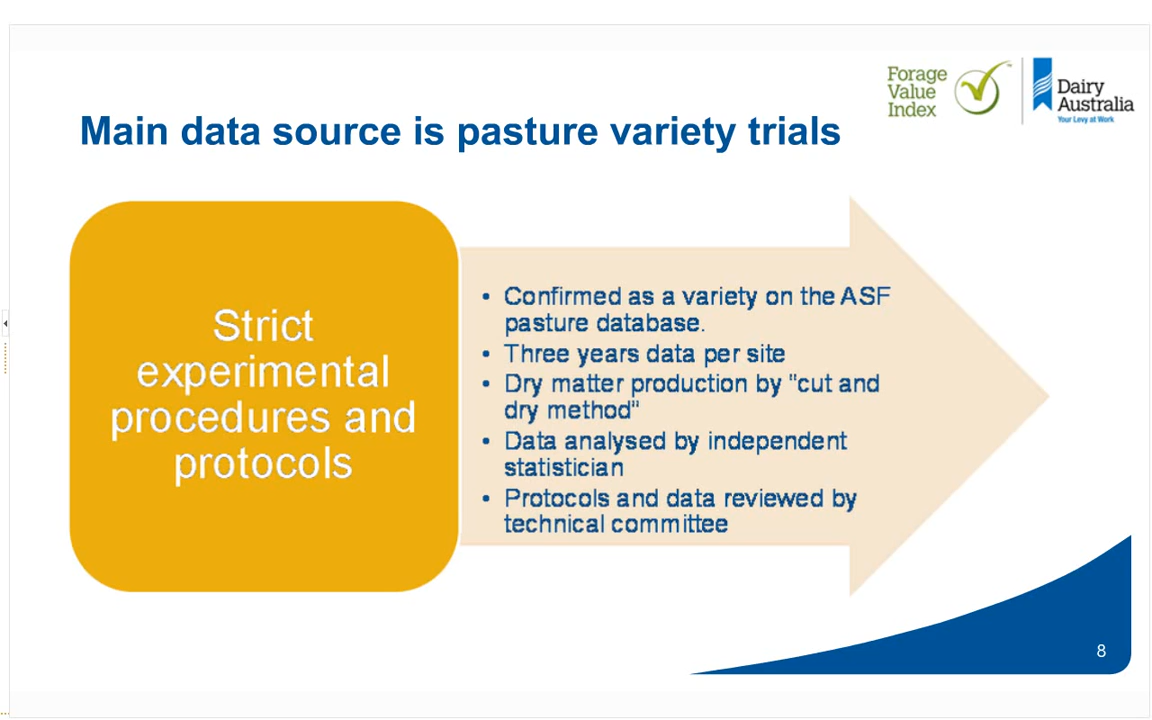 Forage
Value
Index
Dairy
Australia
Your Levy at Work
Main data source is pasture variety trials
Strict
experimental
procedures and
protocols
• Confirmed as a variety on the ASF
pasture database.
• Three years data per site
• Dry matter production by "cut and
dry method"
• Data analysed by independent
statistician
• Protocols and data reviewed by
technical committee
8